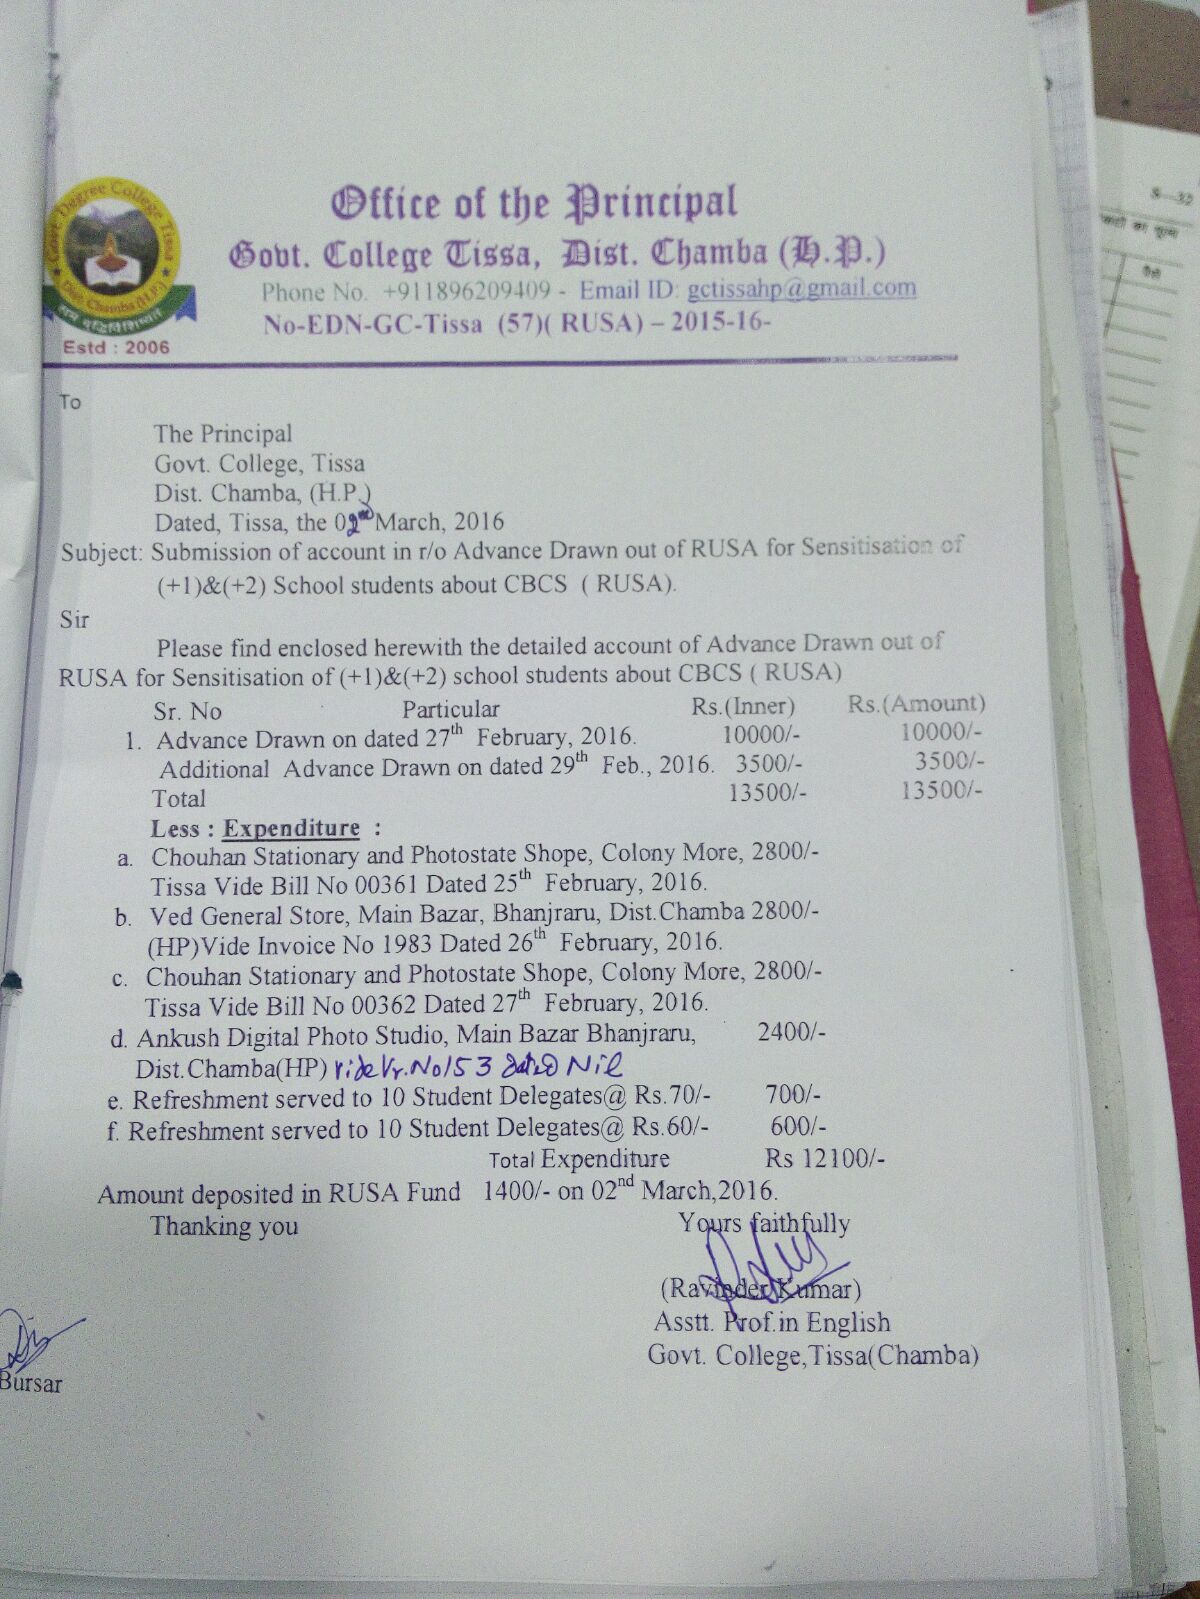 Govt. Degree College Tissa
Dist. Chamba (H.P.)
Estd : 2006
Office of the Principal
Govt. College Tissa, Dist. Chamba (H.P.)
Phone No. +911896209409 - Email ID: gctissahp@gmail.com
No-EDN-GC-Tissa (57)( RUSA) – 2015-16-
To
The Principal
Govt. College, Tissa
Dist. Chamba, (H.P.)
Dated, Tissa, the 02nd March, 2016
Subject: Submission of account in r/o Advance Drawn out of RUSA for Sensitisation of
(+1)&(+2) School students about CBCS ( RUSA).
Sir
Please find enclosed herewith the detailed account of Advance Drawn out of
RUSA for Sensitisation of (+1)&(+2) school students about CBCS ( RUSA)
Sr. No Particular Rs.(Inner) Rs.(Amount)
1. Advance Drawn on dated 27th February, 2016. 10000/- 10000/-
Additional Advance Drawn on dated 29th Feb., 2016. 3500/- 3500/-
Total 13500/- 13500/-
Less : Expenditure :
a. Chouhan Stationary and Photostate Shope, Colony More, 2800/-
Tissa Vide Bill No 00361 Dated 25th February, 2016.
b. Ved General Store, Main Bazar, Bhanjraru, Dist.Chamba 2800/-
(HP)Vide Invoice No 1983 Dated 26th February, 2016.
c. Chouhan Stationary and Photostate Shope, Colony More, 2800/-
Tissa Vide Bill No 00362 Dated 27th February, 2016.
d. Ankush Digital Photo Studio, Main Bazar Bhanjraru, 2400/-
Dist.Chamba(HP) vide Vr. No 153 dated Nil
e. Refreshment served to 10 Student Delegates@ Rs.70/- 700/-
f. Refreshment served to 10 Student Delegates@ Rs.60/- 600/-
Total Expenditure Rs 12100/-
Amount deposited in RUSA Fund 1400/- on 02nd March,2016.
Thanking you Yours faithfully
(Ravinder Kumar)
Asstt. Prof.in English
Govt. College,Tissa(Chamba)
Bursar
S—32
का मूल्य
पैसे